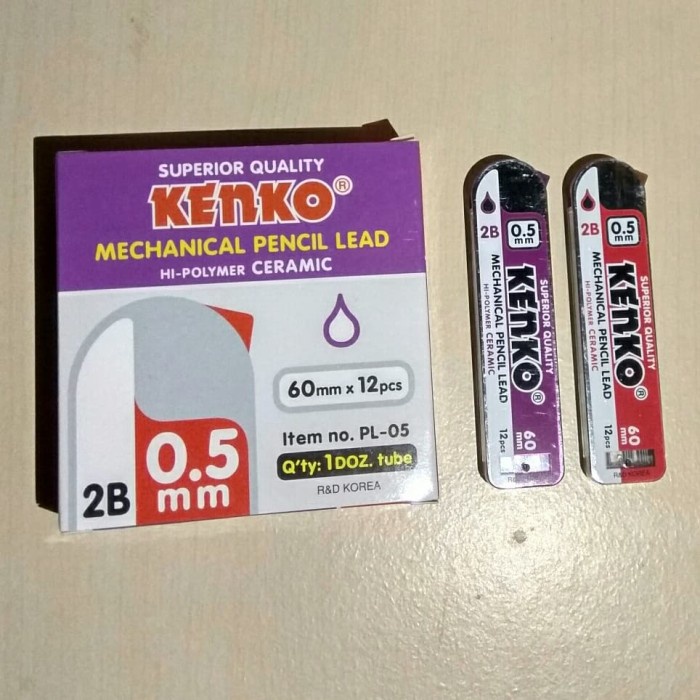 SUPERIOR QUALITY
KENKO®
MECHANICAL PENCIL LEAD
HI-POLYMER CERAMIC
60mm x 12pcs
Item no. PL-05
Q'ty: 1DOZ. tube
R&D KOREA
2B
0.5
mm
2B
0.5
mm
SUPERIOR QUALITY
KENKO®
MECHANICAL PENCIL LEAD
HI-POLYMER CERAMIC
12pcs
60
mm
2B
0.5
mm
SUPERIOR QUALITY
KENKO®
MECHANICAL PENCIL LEAD
HI-POLYMER CERAMIC
12pcs
60
mm
R&D KOREA